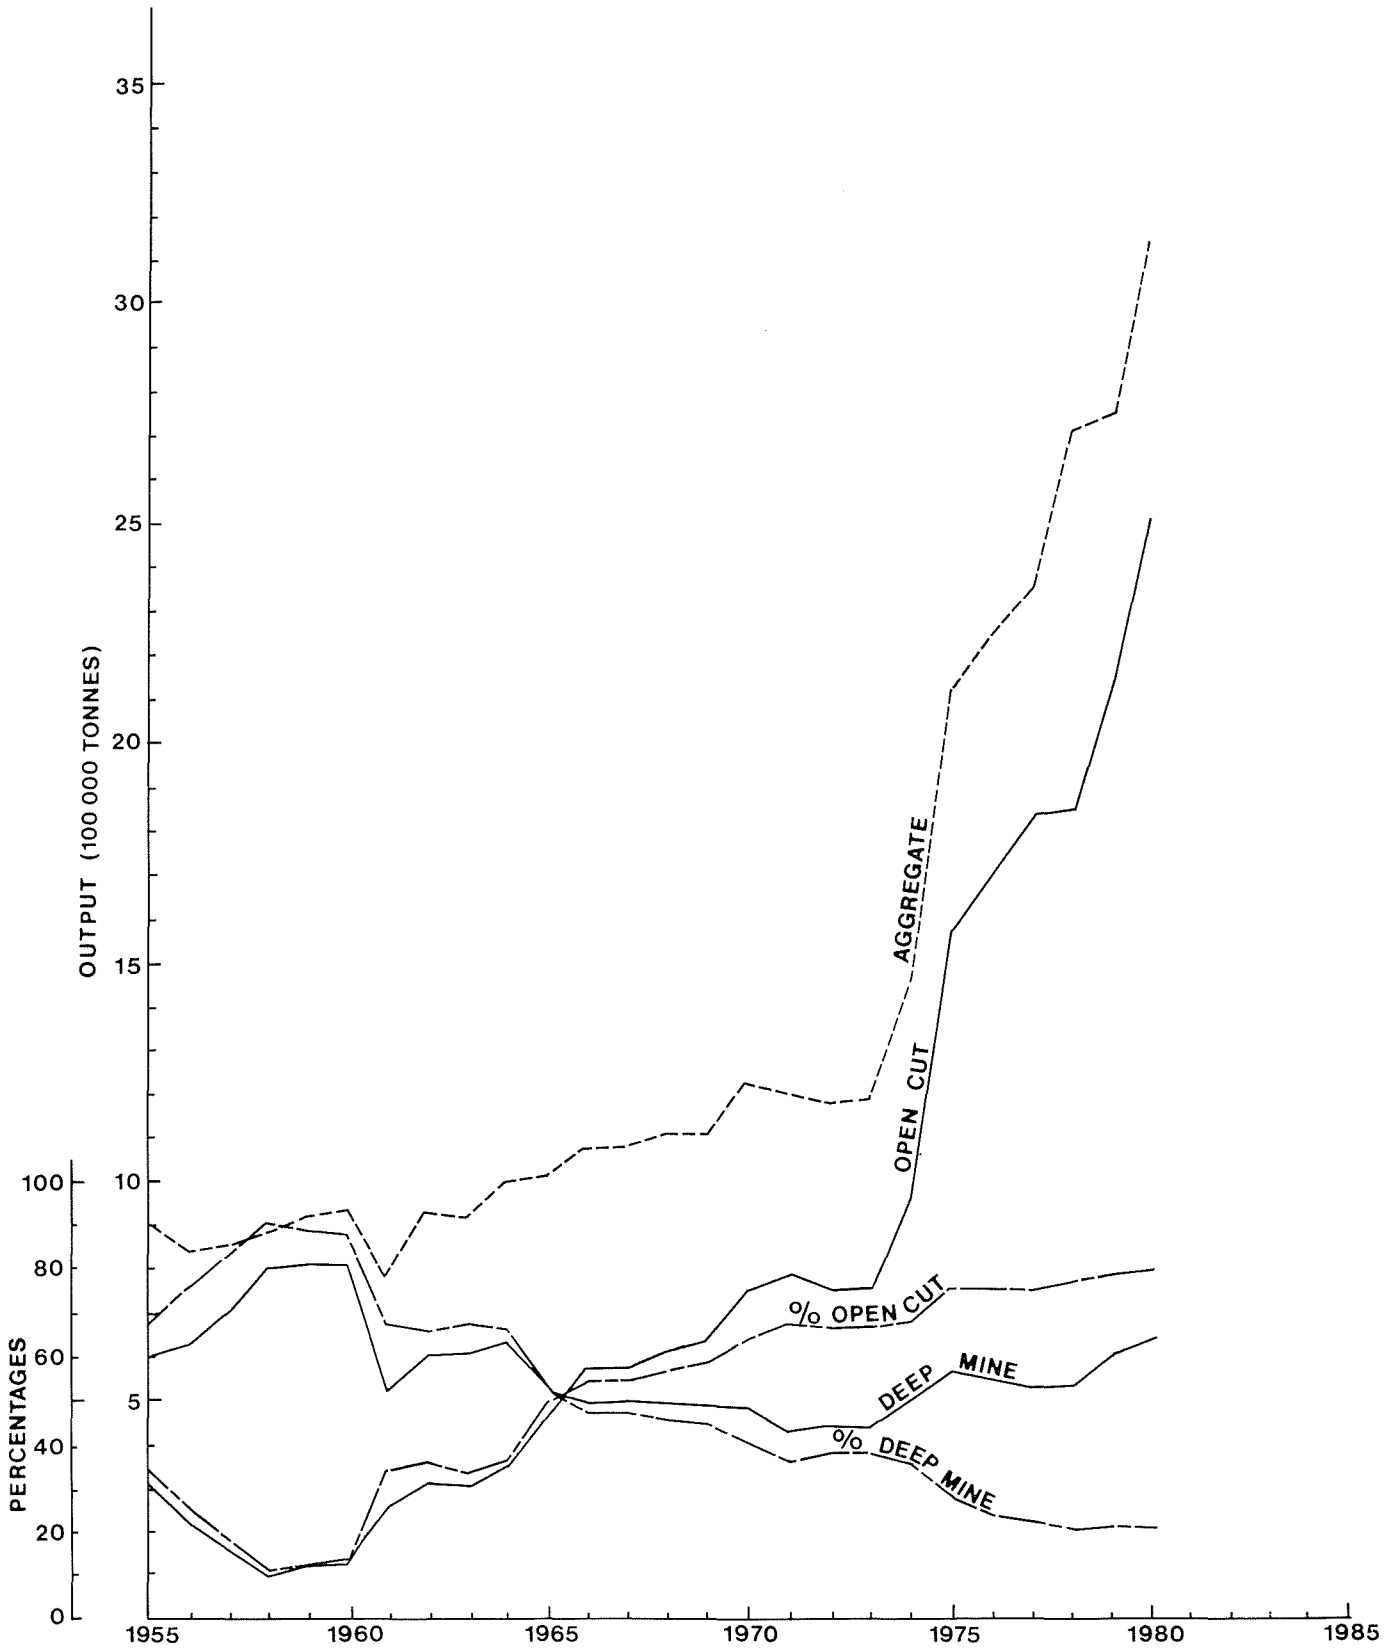 35
30
25
20
15
10
5
OUTPUT (100 000 TONNES)
100
80
60
40
20
0
PERCENTAGES
AGGREGATE
OPEN CUT
% OPEN CUT
DEEP MINE
% DEEP MINE
1955 1960 1965 1970 1975 1980 1985